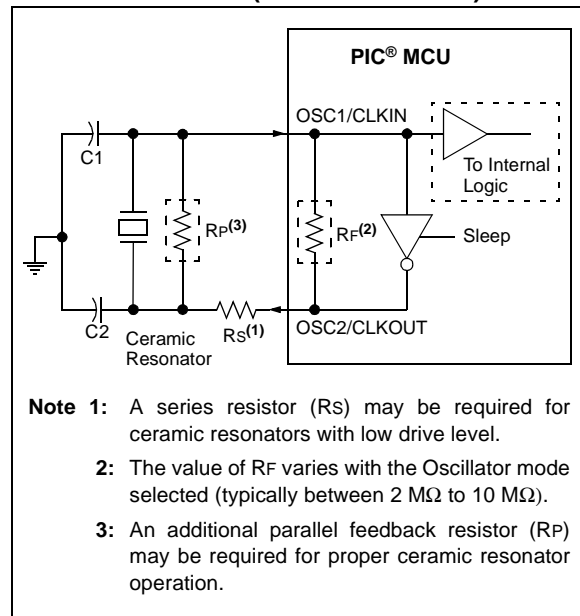 PIC® MCU
OSC1/CLKIN
C1
To Internal
Logic
RP(3)
RF(2)
Sleep
C2
Ceramic
Resonator
RS(1)
OSC2/CLKOUT
Note 1: A series resistor (RS) may be required for
ceramic resonators with low drive level.
2: The value of RF varies with the Oscillator mode
selected (typically between 2 MΩ to 10 MΩ).
3: An additional parallel feedback resistor (RP)
may be required for proper ceramic resonator
operation.